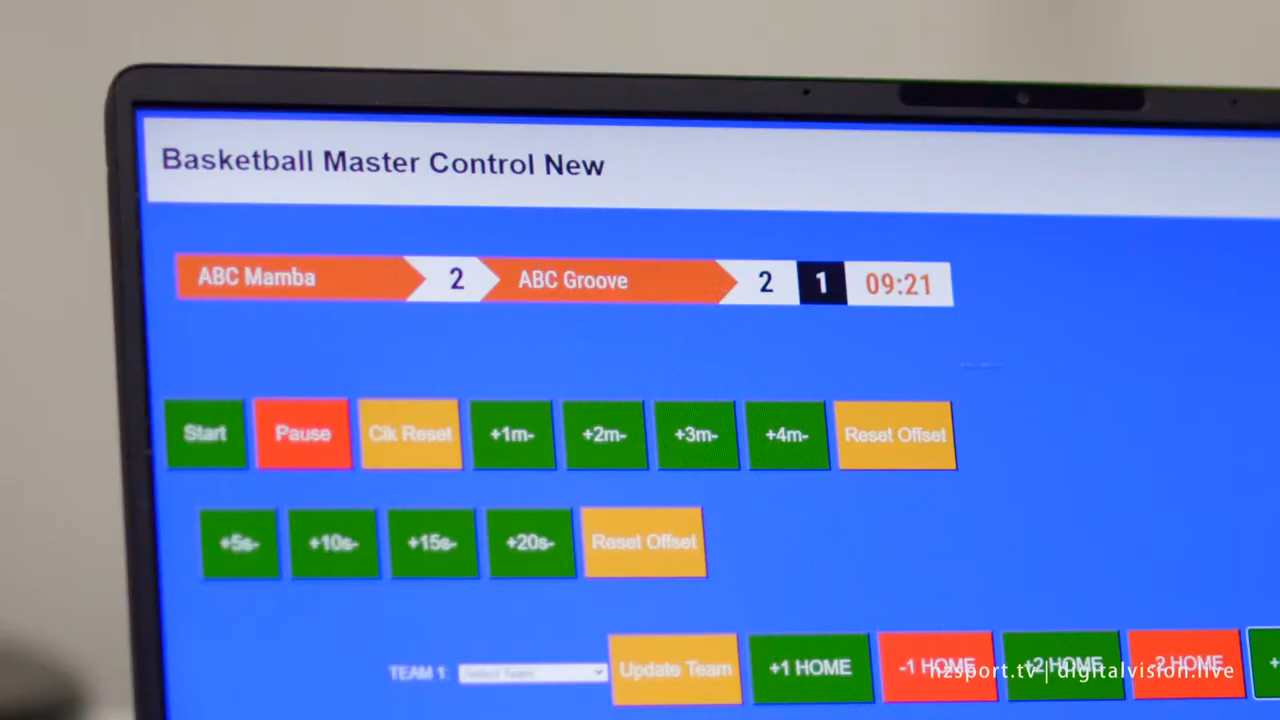 Basketball Master Control New
ABC Mamba 2 ABC Groove 2 1 09:21
Start Pause Clk Reset +1m- +2m- +3m- +4m- Reset Offset
+5s- +10s- +15s- +20s- Reset Offset
TEAM 1: Select Team Update Team +1 HOME -1 HOME +2 HOME -2 HOME +
nzsport.tv | digitalvision.live